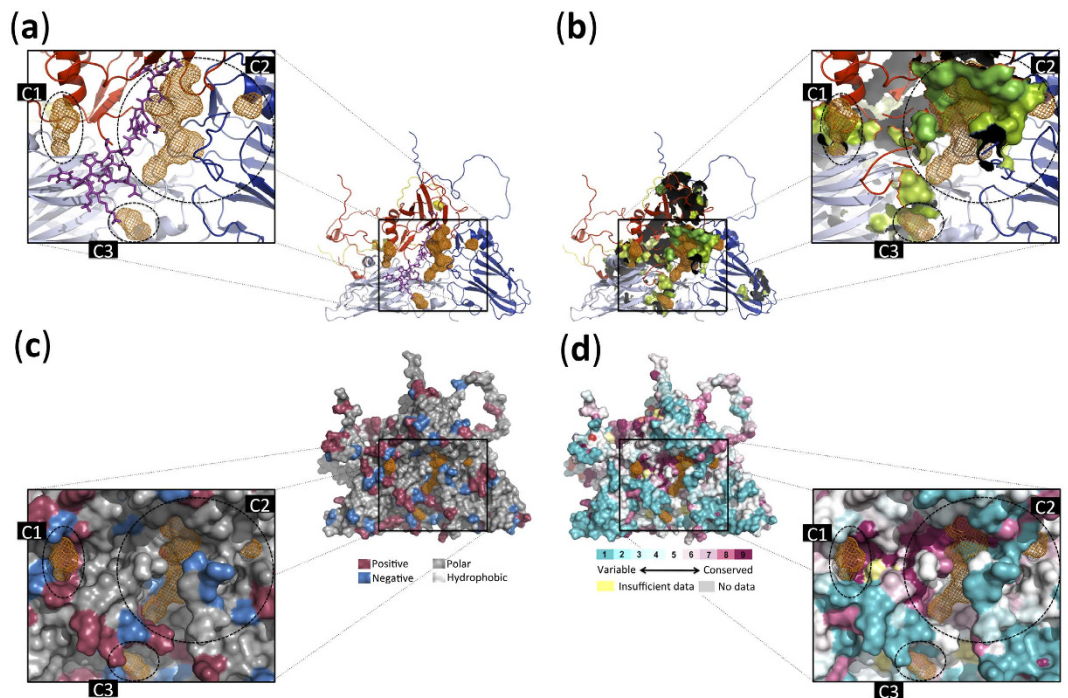 (a)
(b)
C1
C2
C3
C1
C2
C3
(c)
(d)
C1
C2
C3
Positive
Polar
Negative
Hydrophobic
1 2 3 4 5 6 7 8 9
Variable Conserved
Insufficient data No data
C1
C2
C3